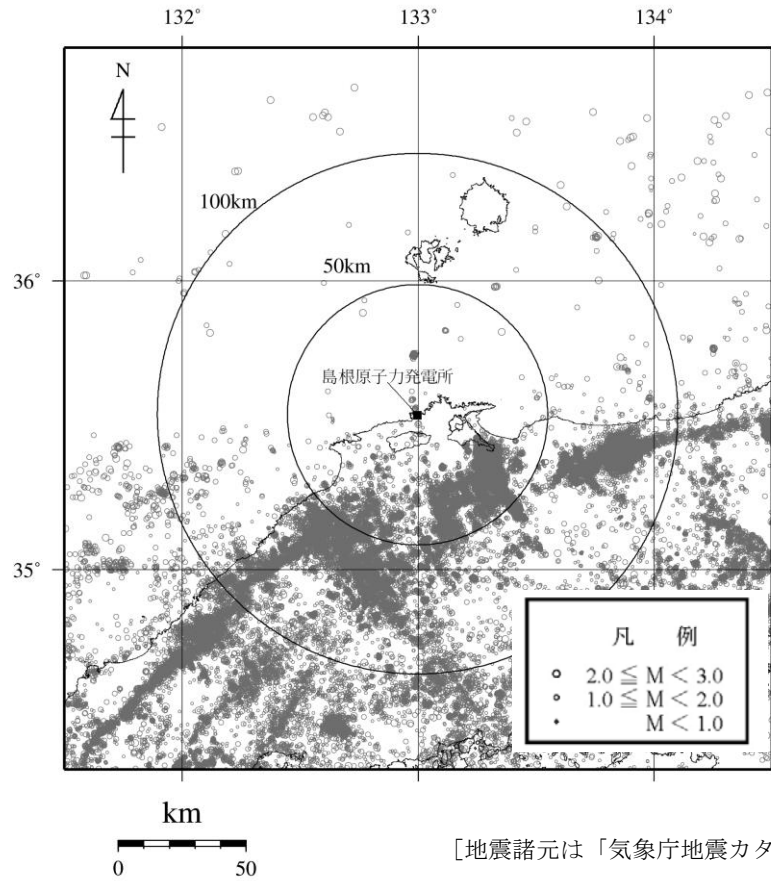 132° 133° 134°
N
100km
50km
36°
島根原子力発電所
35°
凡 例
2.0 ≦ M < 3.0
1.0 ≦ M < 2.0
M < 1.0
km
0 50
[地震諸元は「気象庁地震カタ